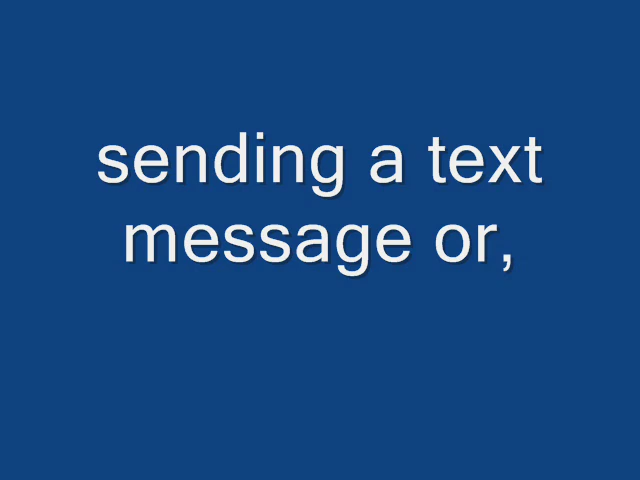 sending a text
message or,